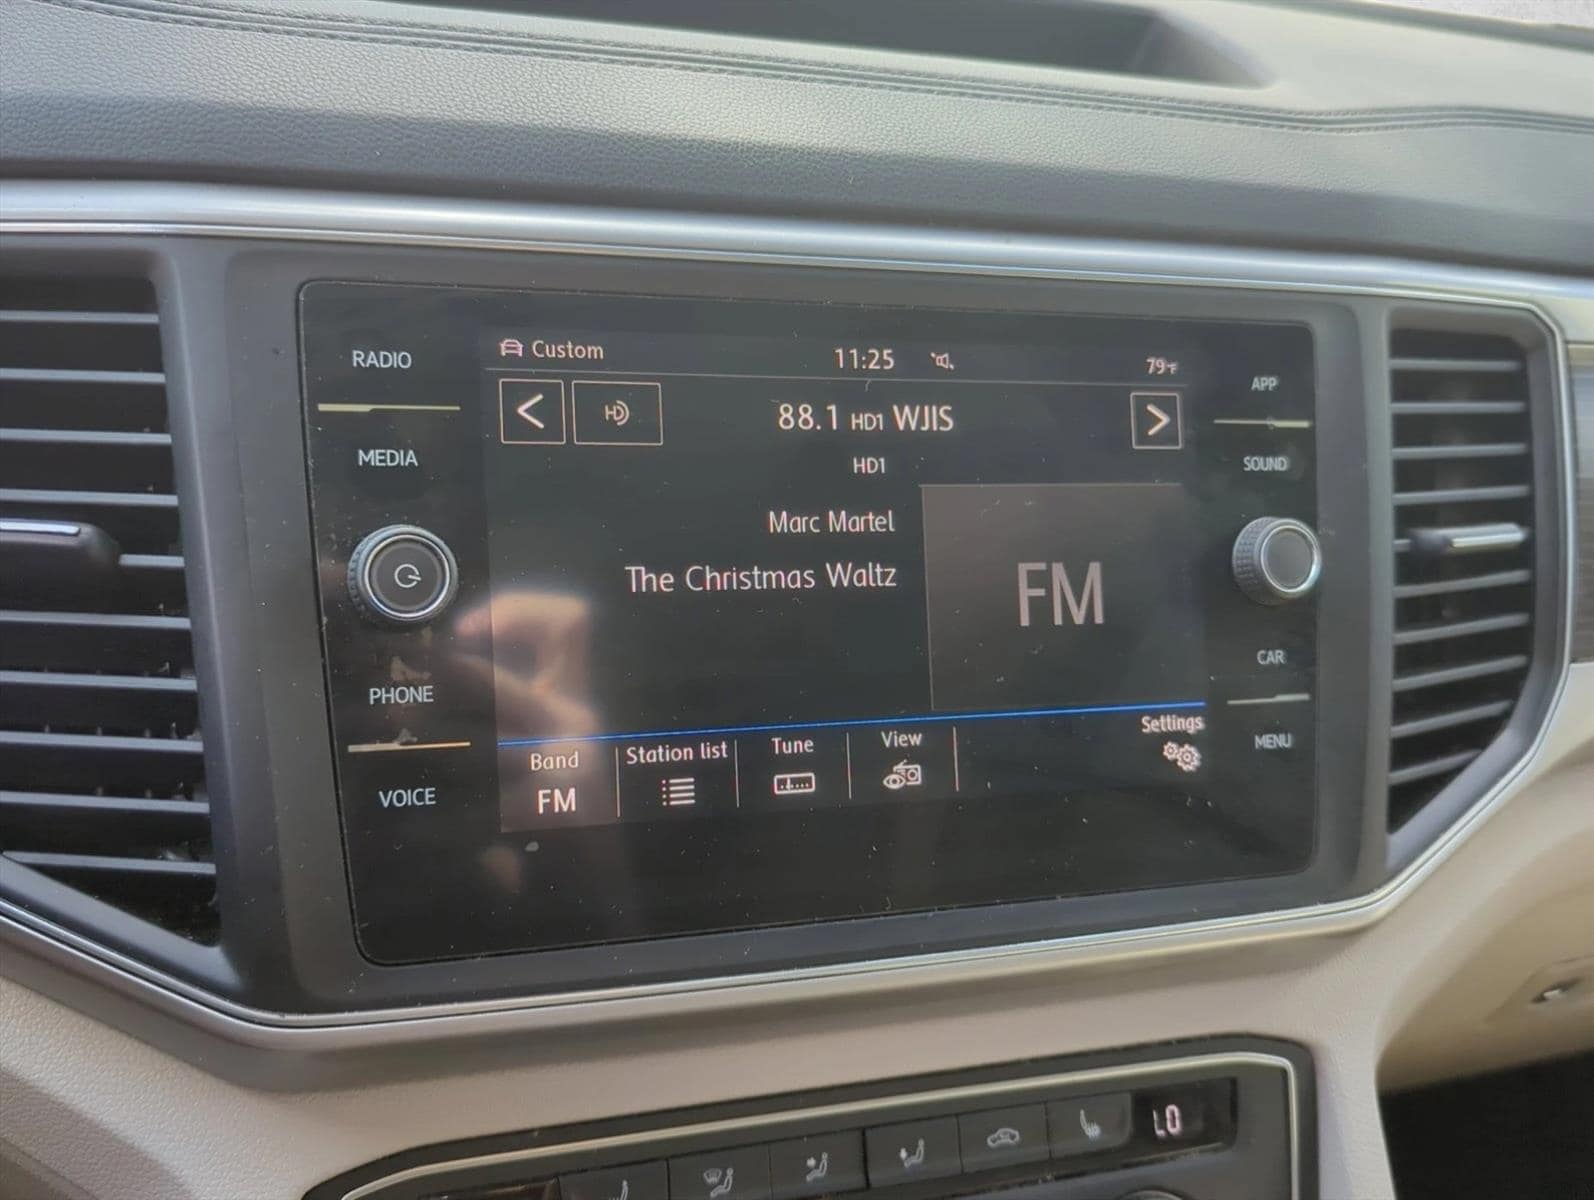 RADIO
MEDIA
PHONE
VOICE
Custom
11:25
79°F
HD
88.1 HD1 WJIS
HD1
Marc Martel
The Christmas Waltz
FM
Band
FM
Station list
Tune
View
Settings
APP
SOUND
CAR
MENU
LO